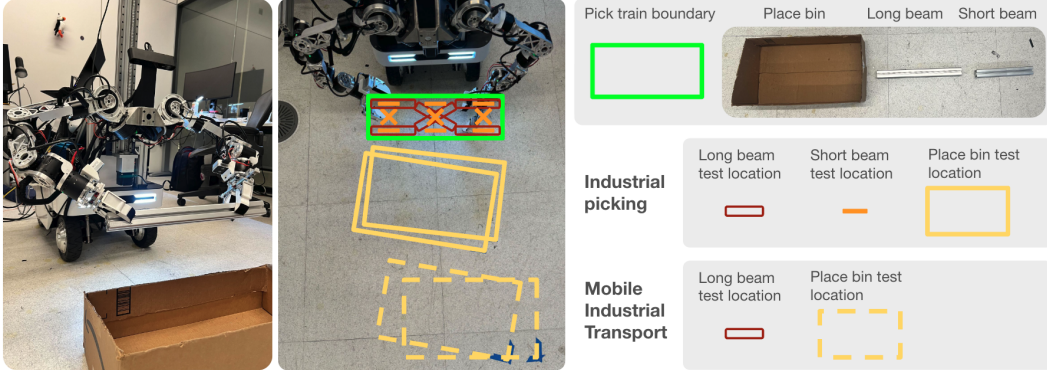 Pick train boundary
Place bin
Long beam
Short beam
Industrial
picking
Long beam
test location
Short beam
test location
Place bin test
location
Mobile
Industrial
Transport
Long beam
test location
Place bin test
location